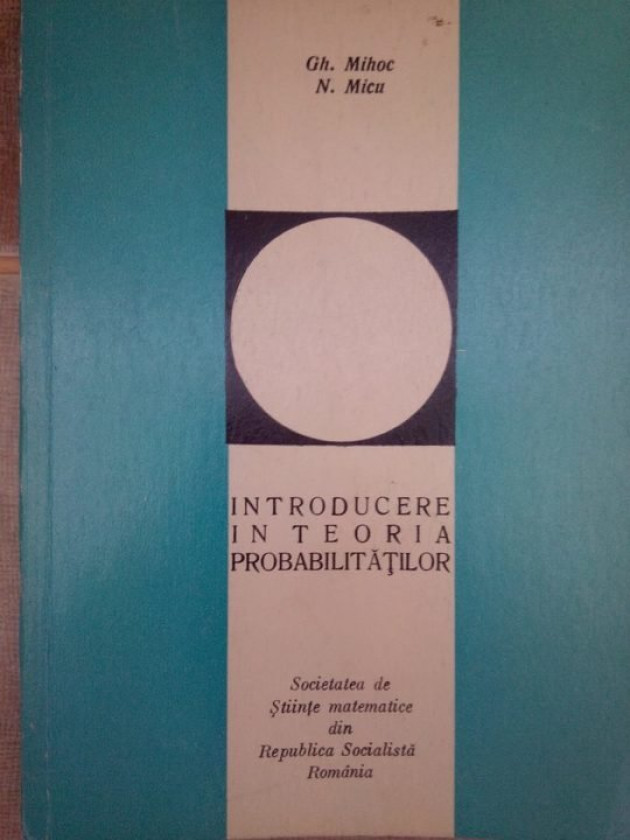 Gh. Mihoc
N. Micu
INTRODUCERE
IN TEORIA
PROBABILITĂŢILOR
Societatea de
Ştiinţe matematice
din
Republica Socialistă
România